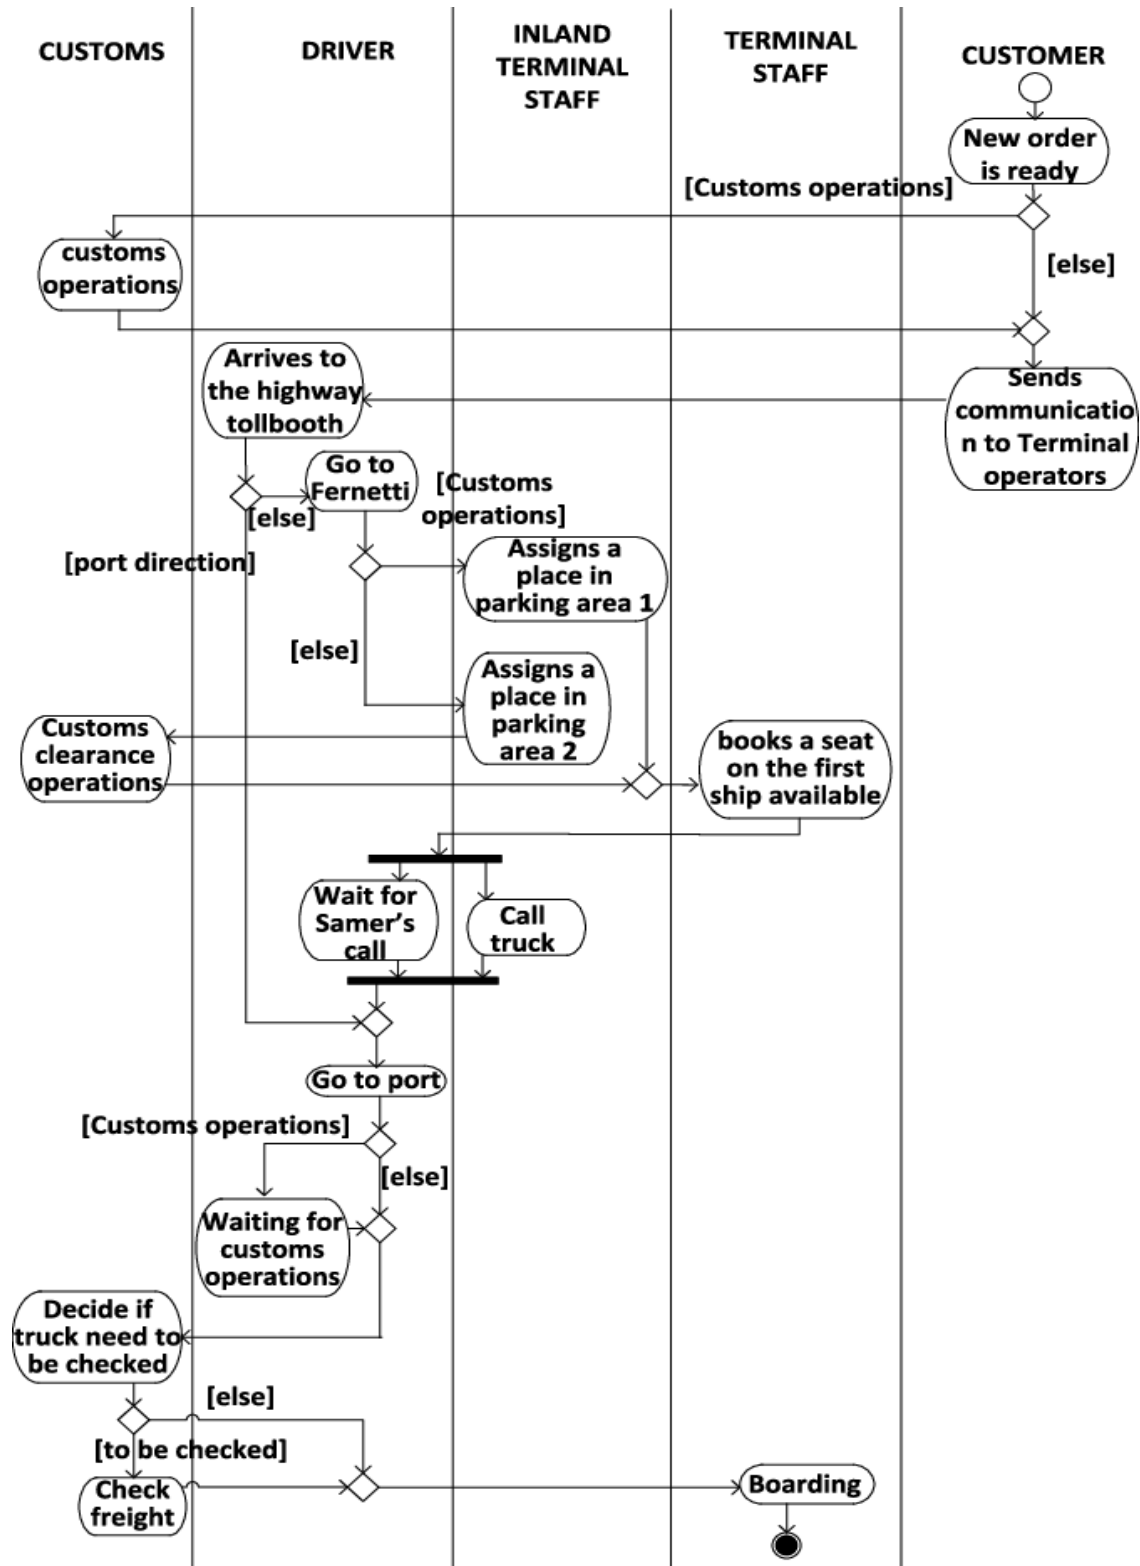 CUSTOMS
DRIVER
INLAND
TERMINAL
STAFF
TERMINAL
STAFF
CUSTOMER
New order
is ready
[Customs operations]
customs
operations
[else]
Arrives to
the highway
tollbooth
Sends
communicatio
n to Terminal
operators
Go to
Fernetti
[Customs
operations]
[else]
[port direction]
Assigns a
place in
parking area 1
[else]
Assigns a
place in
parking
area 2
Customs
clearance
operations
books a seat
on the first
ship available
Wait for
Samer's
call
Call
truck
Go to port
[Customs operations]
[else]
Waiting for
customs
operations
Decide if
truck need to
be checked
[else]
[to be checked]
Check
freight
Boarding